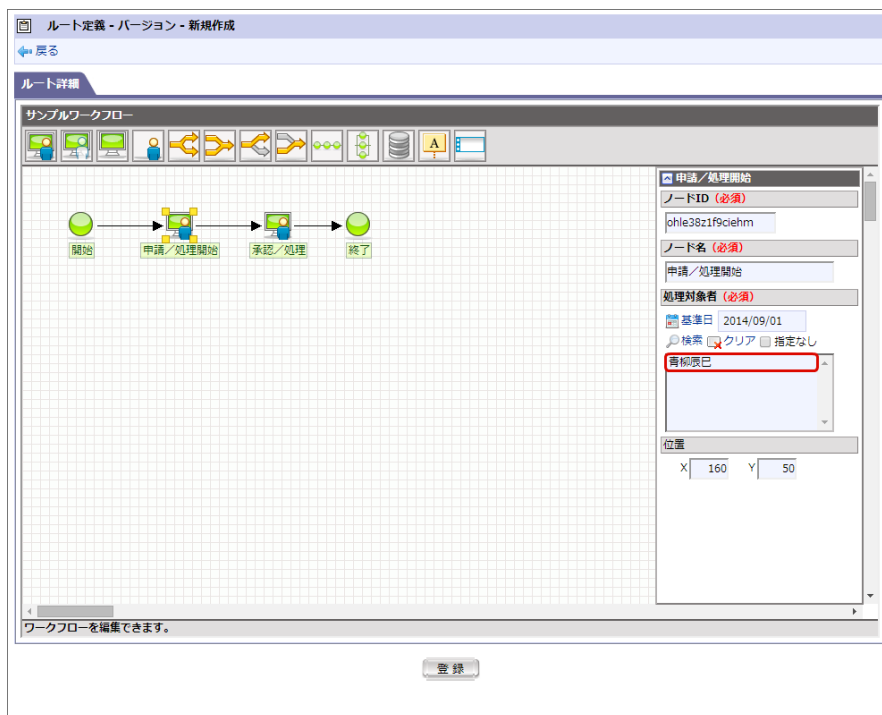 ルート定義 - バージョン - 新規作成
戻る
ルート詳細
サンプルワークフロー
A
開始
申請／処理開始
承認／処理
終了
申請／処理開始
ノードID（必須）
ohle38z1f9ciehm
ノード名（必須）
申請／処理開始
処理対象者（必須）
基準日 2014/09/01
検索 クリア 指定なし
青柳辰巳
位置
X 160 Y 50
ワークフローを編集できます。
登録